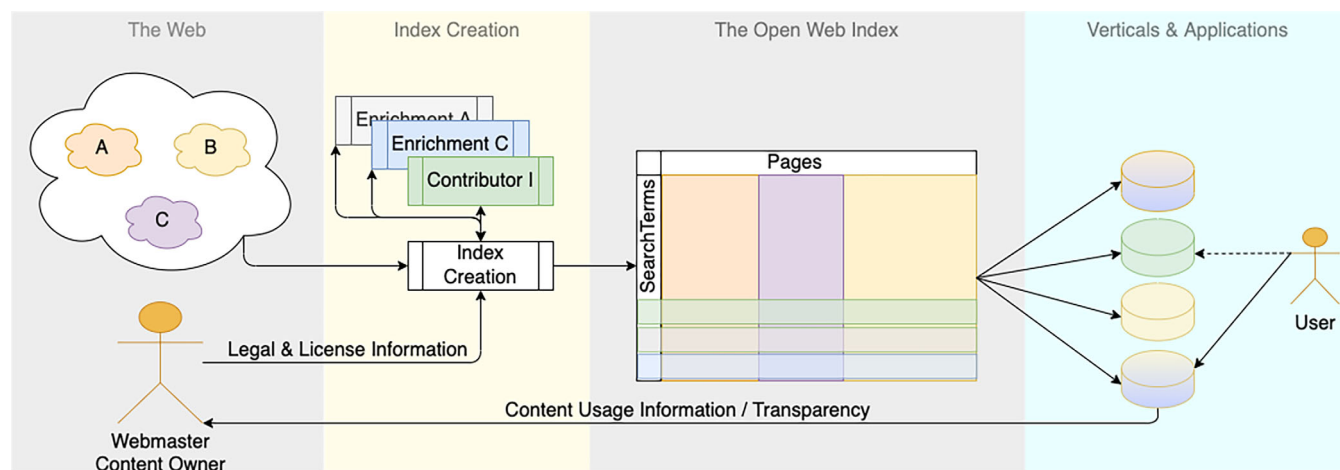 The Web
Index Creation
The Open Web Index
Verticals & Applications
A
B
C
Enrichment A
Enrichment C
Contributor I
Index
Creation
Legal & License Information
Webmaster
Content Owner
Pages
SearchTerms
User
Content Usage Information / Transparency